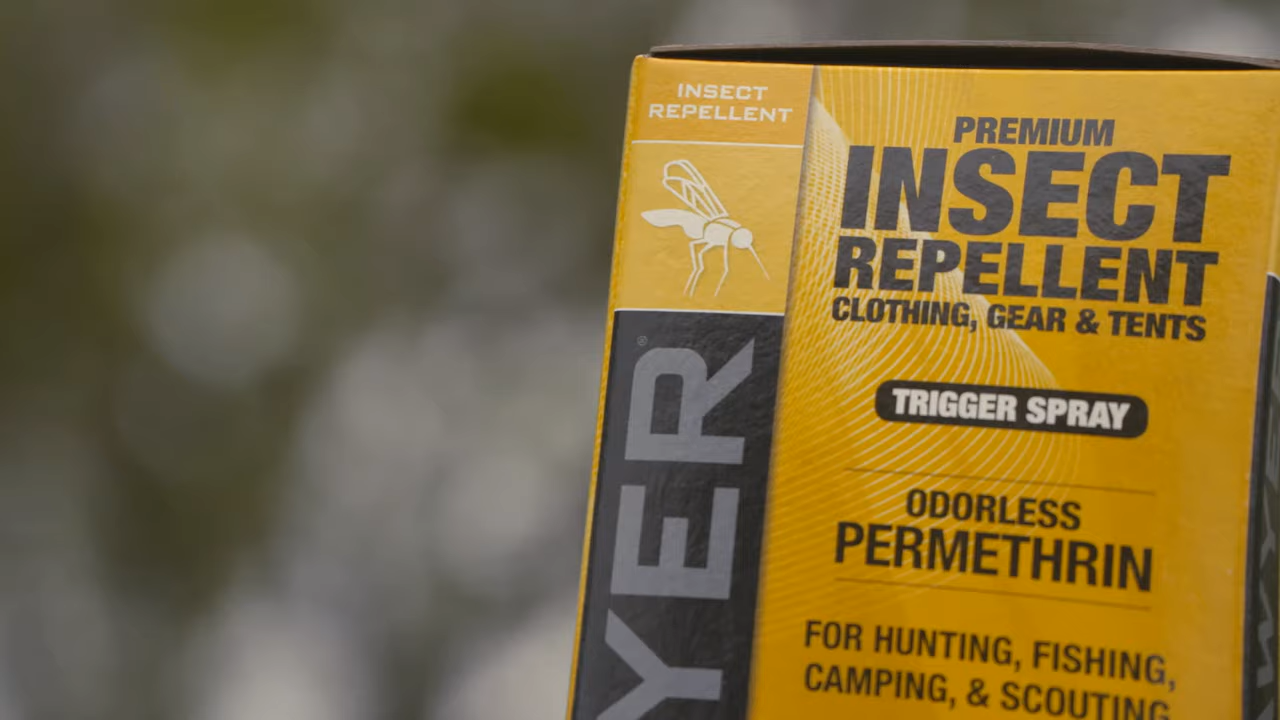 INSECT
REPELLENT
YER®
PREMIUM
INSECT
REPELLENT
CLOTHING, GEAR & TENTS
TRIGGER SPRAY
ODORLESS
PERMETHRIN
FOR HUNTING, FISHING,
CAMPING, & SCOUTING